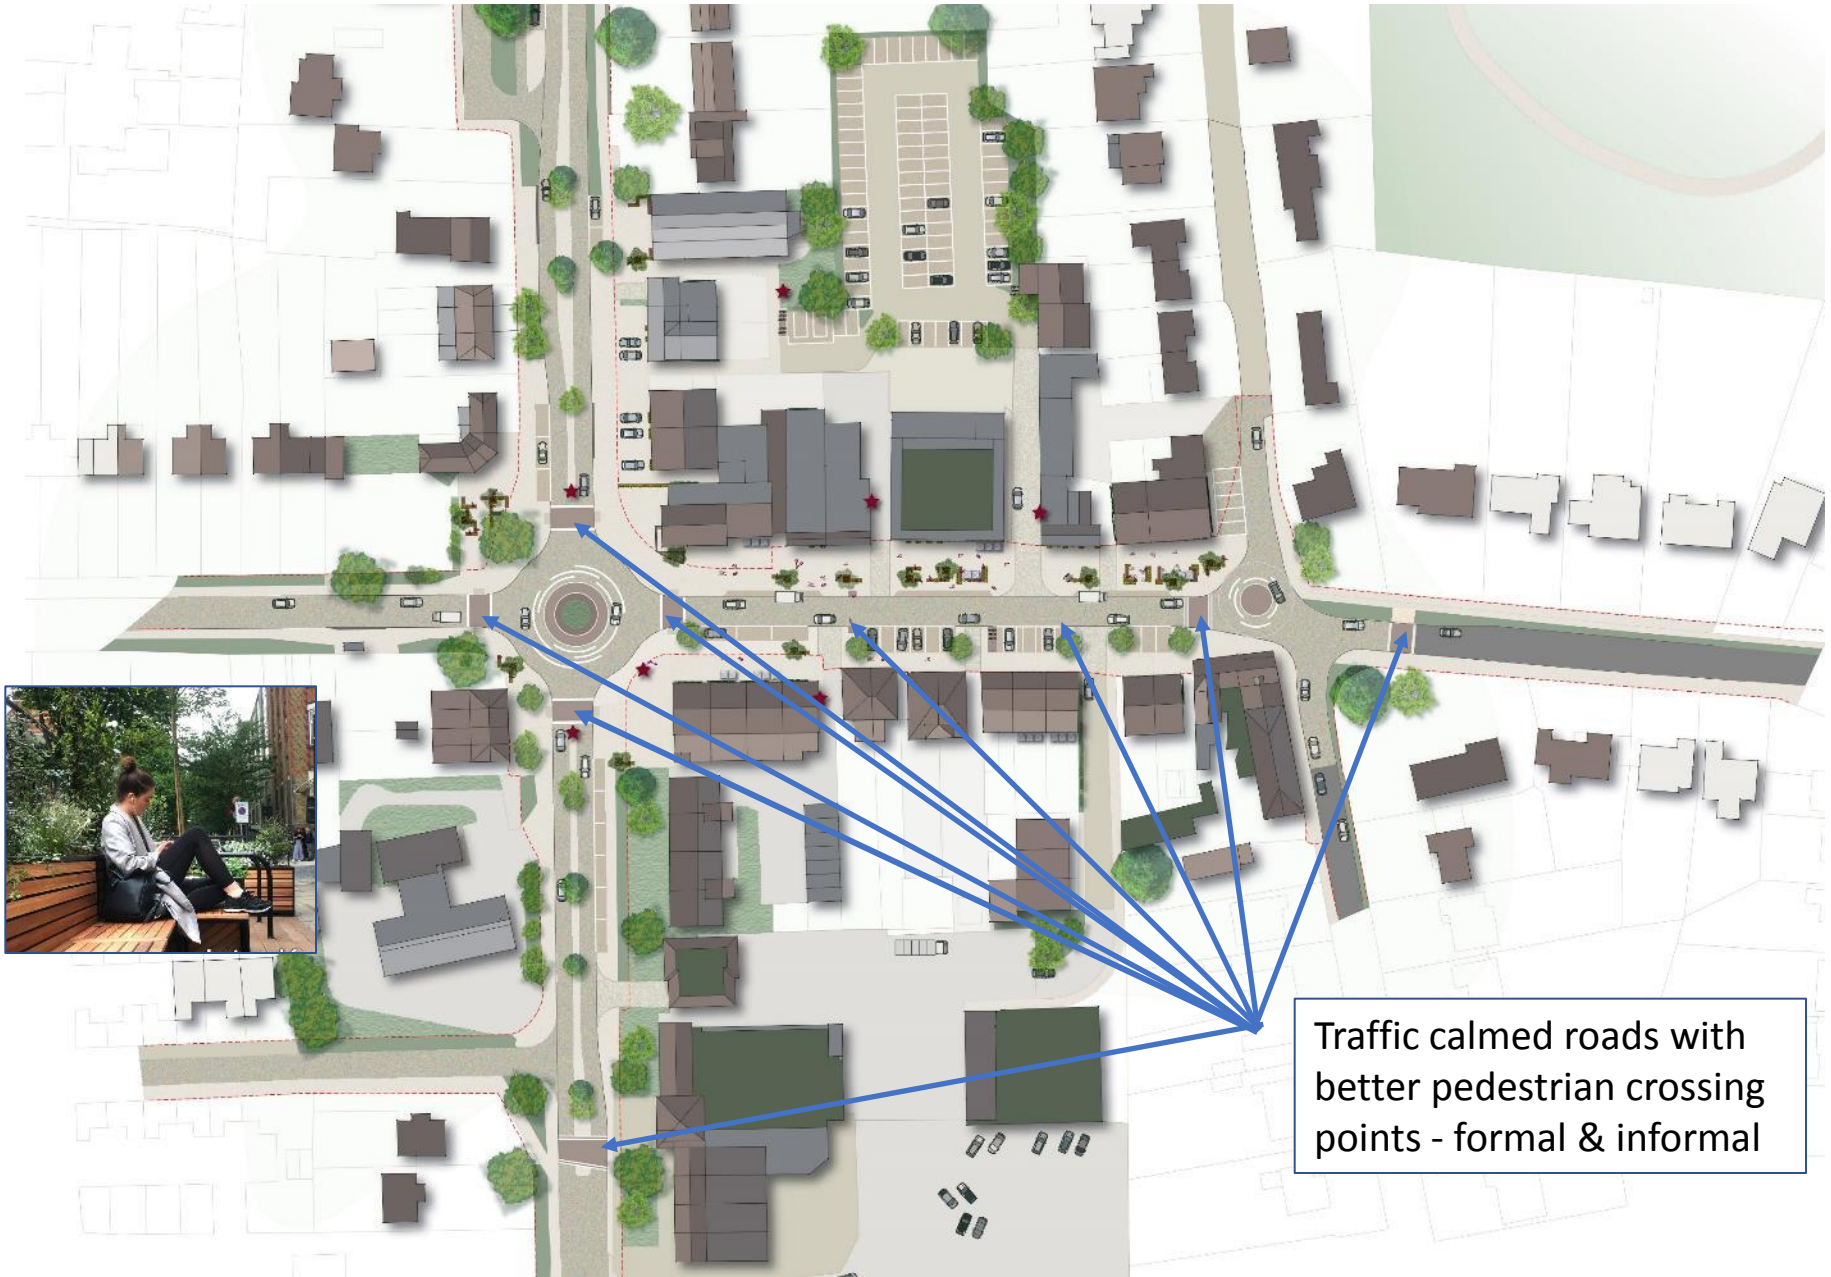 Traffic calmed roads with
better pedestrian crossing
points - formal & informal